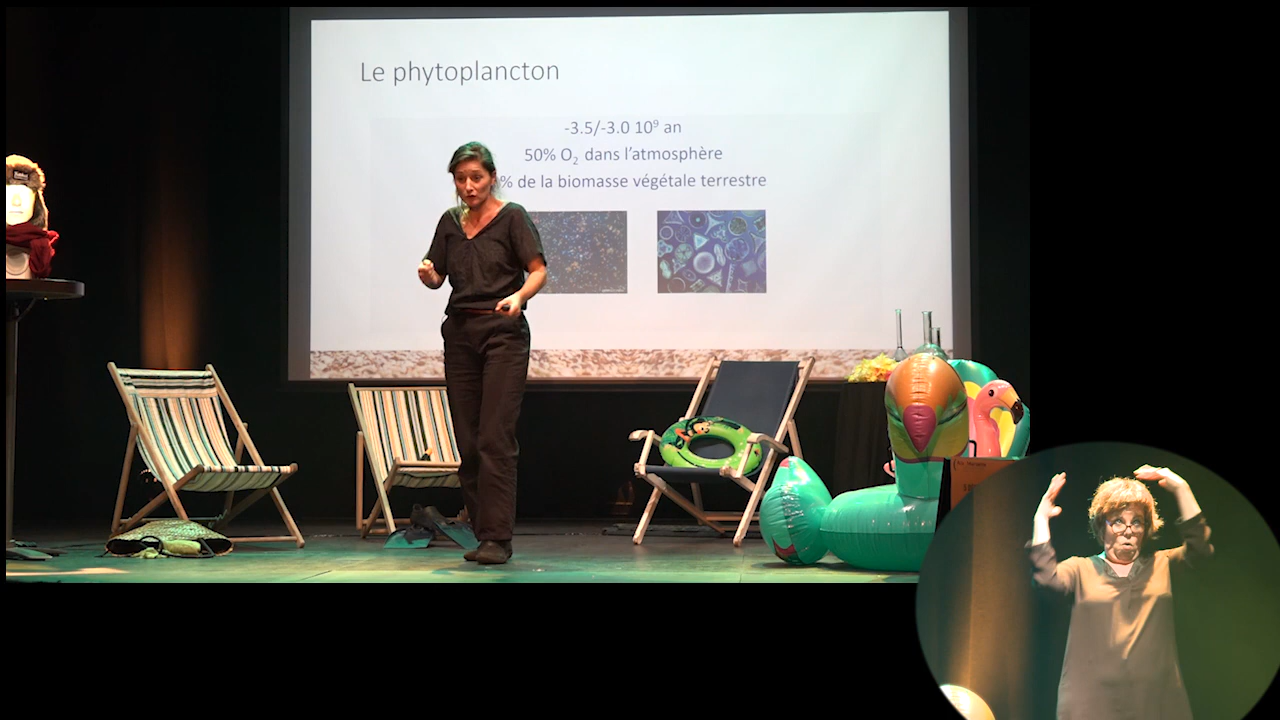 Le phytoplancton
-3.5/-3.0 10⁹ an
50% O₂ dans l'atmosphère
% de la biomasse végétale terrestre